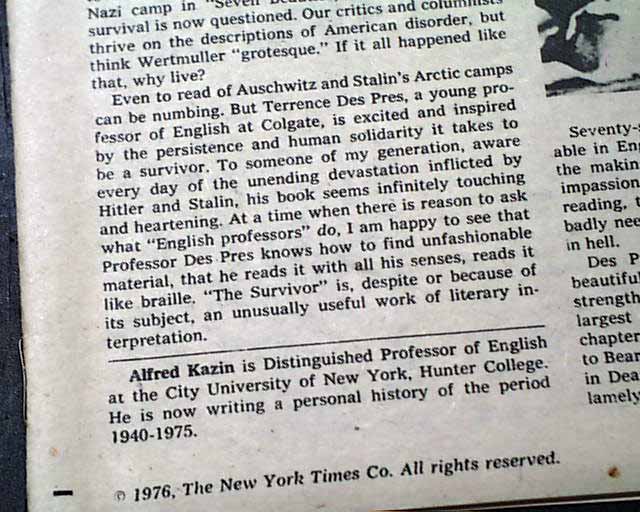 Nazi camp in "Seven
survival is now questioned. Our critics and columnists
thrive on the descriptions of American disorder, but
think Wertmuller "grotesque." If it all happened like
that, why live?
Even to read of Auschwitz and Stalin's Arctic camps
can be numbing. But Terrence Des Pres, a young pro-
fessor of English at Colgate, is excited and inspired
by the persistence and human solidarity it takes to
be a survivor. To someone of my generation, aware
every day of the unending devastation inflicted by
Hitler and Stalin, his book seems infinitely touching
and heartening. At a time when there is reason to ask
what "English professors" do, I am happy to see that
Professor Des Pres knows how to find unfashionable
material, that he reads it with all his senses, reads it
like braille. "The Survivor" is, despite or because of
its subject, an unusually useful work of literary in-
terpretation.
Alfred Kazin is Distinguished Professor of English
at the City University of New York, Hunter College.
He is now writing a personal history of the period
1940-1975.
© 1976, The New York Times Co. All rights reserved.
Seventy-
able in En
the makin
impassion
reading, t
badly nee
in hell.
Des P
beautiful
strength
largest
chapter
to Bear
in Dea
lamely